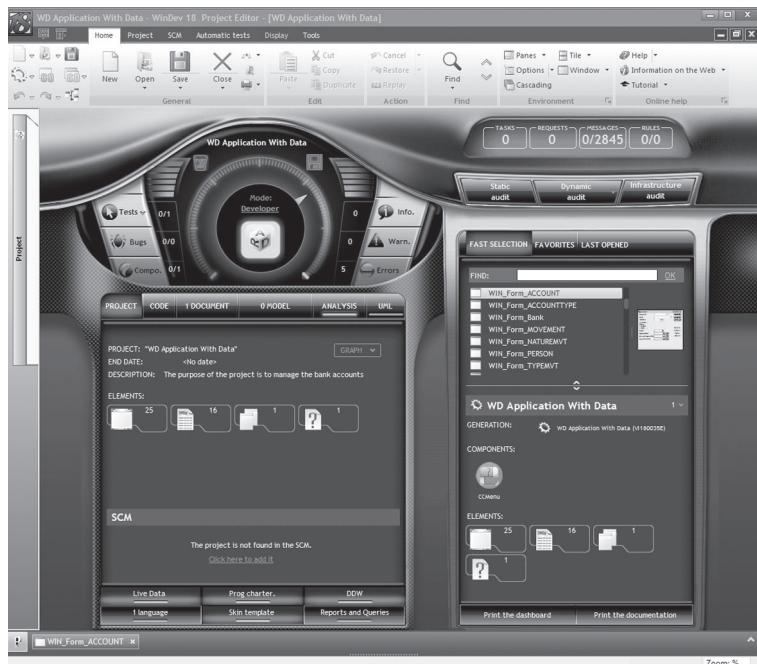 WD Application With Data - WinDev 18 Project Editor - [WD Application With Data]
Home Project SCM Automatic tests Display Tools
New Open Save Close
General
Paste
Cut
Copy
Duplicate
Edit
Cancel
Restore
Replay
Action
Find
Find
Panes Tile
Options Window
Cascading
Environment
Help
Information on the Web
Tutorial
Online help
Project
WD Application With Data
Mode:
Developer
Tests 0/1
Bugs 0/0
Compo. 0/1
0 Info.
0 Warn.
5 Errors
TASKS REQUESTS MESSAGES RULES
0 0 0/2845 0/0
Static audit
Dynamic audit
Infrastructure audit
PROJECT CODE 1 DOCUMENT 0 MODEL ANALYSIS UML
PROJECT: "WD Application With Data"
GRAPH
END DATE: <No date>
DESCRIPTION: The purpose of the project is to manage the bank accounts
ELEMENTS:
25 16 1 1
SCM
The project is not found in the SCM.
Click here to add it
Live Data Prog charter. DDW
1 language Skin template Reports and Queries
FAST SELECTION FAVORITES LAST OPENED
FIND: OK
WIN_Form_ACCOUNT
WIN_Form_ACCOUNTTYPE
WIN_Form_Bank
WIN_Form_MOVEMENT
WIN_Form_NATUREMVT
WIN_Form_PERSON
WIN_Form_TYPEMVT
WD Application With Data 1
GENERATION: WD Application With Data (VI180035E)
COMPONENTS:
CCMenu
ELEMENTS:
25 16 1
1
Print the dashboard Print the documentation
WIN_Form_ACCOUNT ×